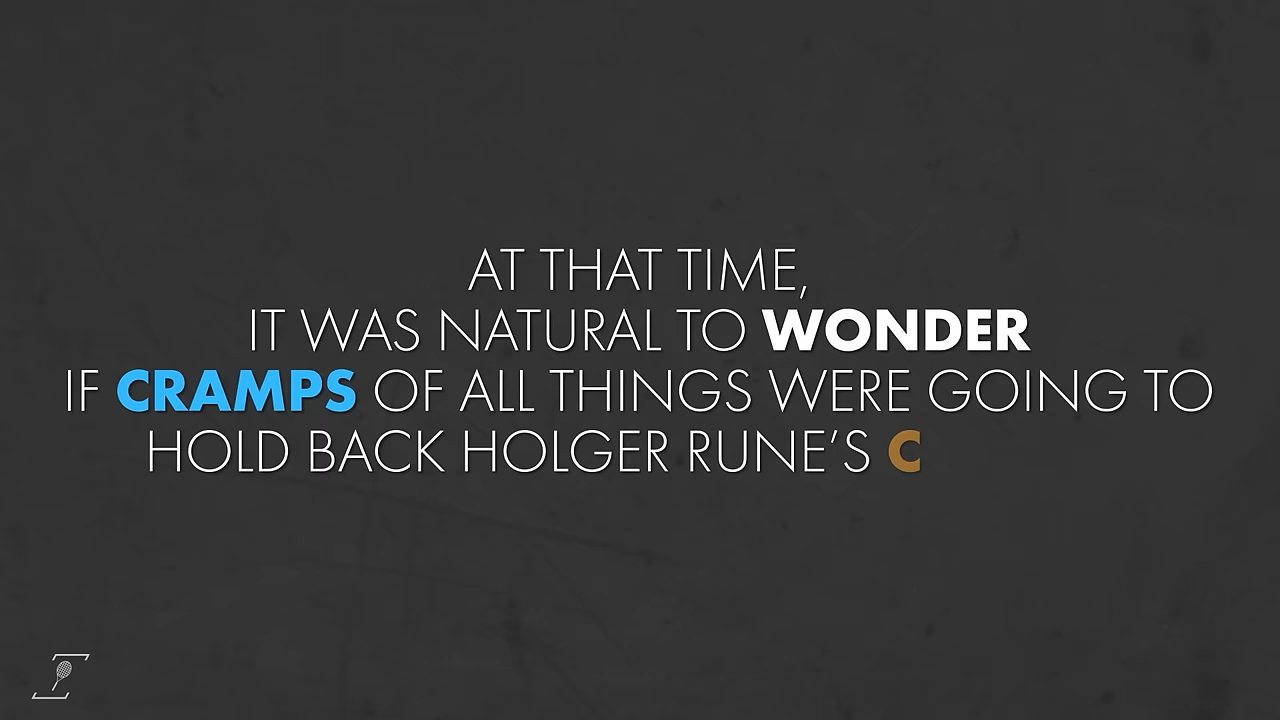 AT THAT TIME,
IT WAS NATURAL TO WONDER
IF CRAMPS OF ALL THINGS WERE GOING TO
HOLD BACK HOLGER RUNE’S C